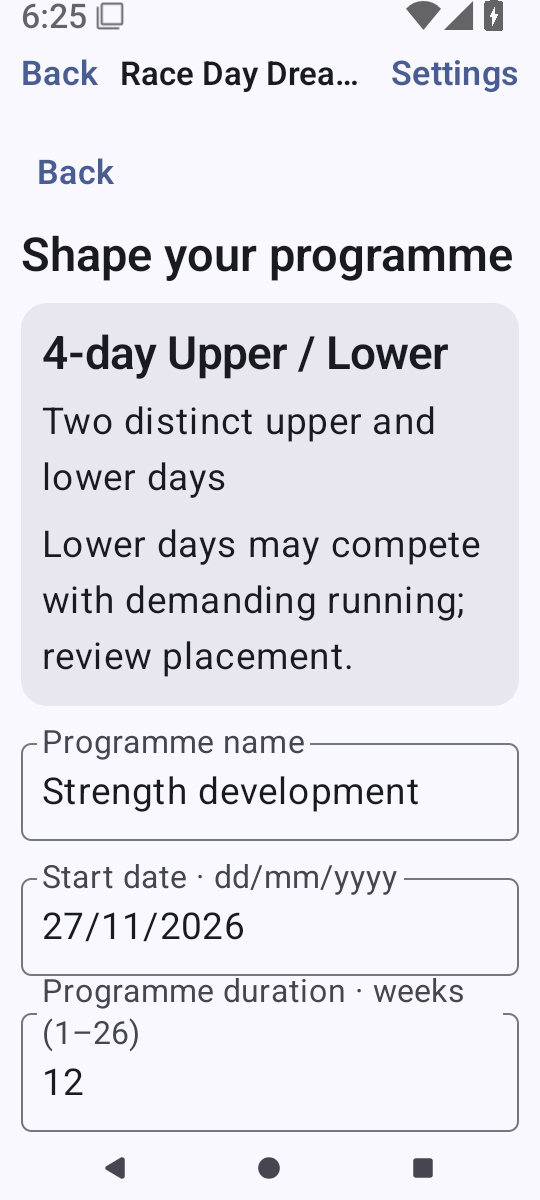 6:25
Back Race Day Drea... Settings
Back
Shape your programme
4-day Upper / Lower
Two distinct upper and
lower days
Lower days may compete
with demanding running;
review placement.
Programme name
Strength development
Start date · dd/mm/yyyy
27/11/2026
Programme duration · weeks
(1–26)
12